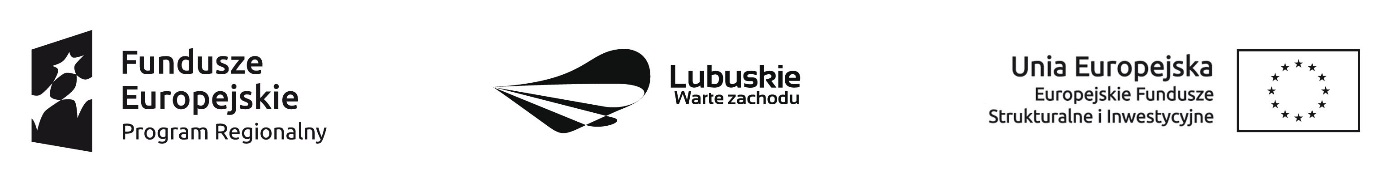 Fundusze
Europejskie
Program Regionalny
Lubuskie
Warte zachodu
Unia Europejska
Europejskie Fundusze
Strukturalne i Inwestycyjne